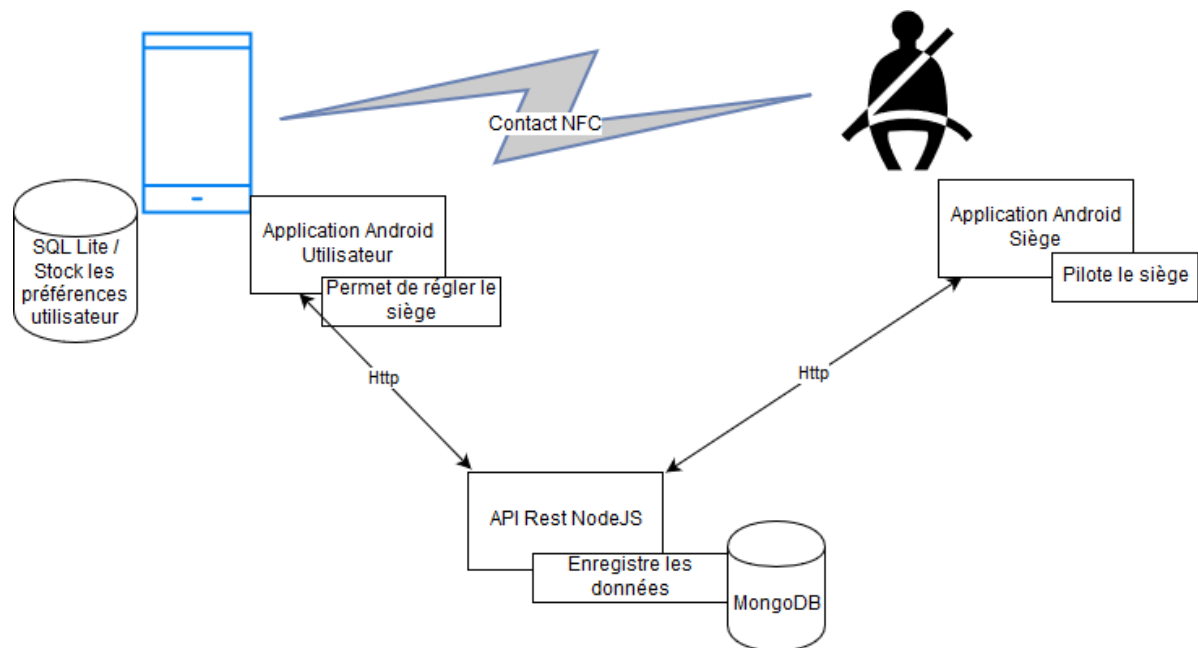 Contact NFC
SQL Lite /
Stock les
préférences
utilisateur
Application Android
Utilisateur
Permet de régler le
siège
Application Android
Siège
Pilote le siège
Http
Http
API Rest NodeJS
Enregistre les
données
MongoDB